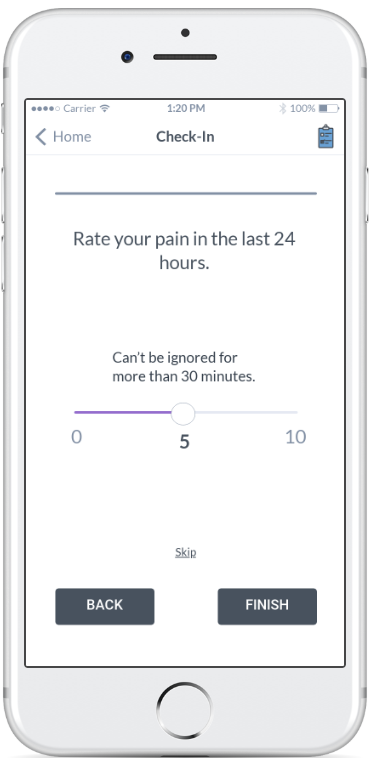 Carrier 1:20 PM 100%
Home Check-In
Rate your pain in the last 24
hours.
Can't be ignored for
more than 30 minutes.
0 5 10
Skip
BACK FINISH